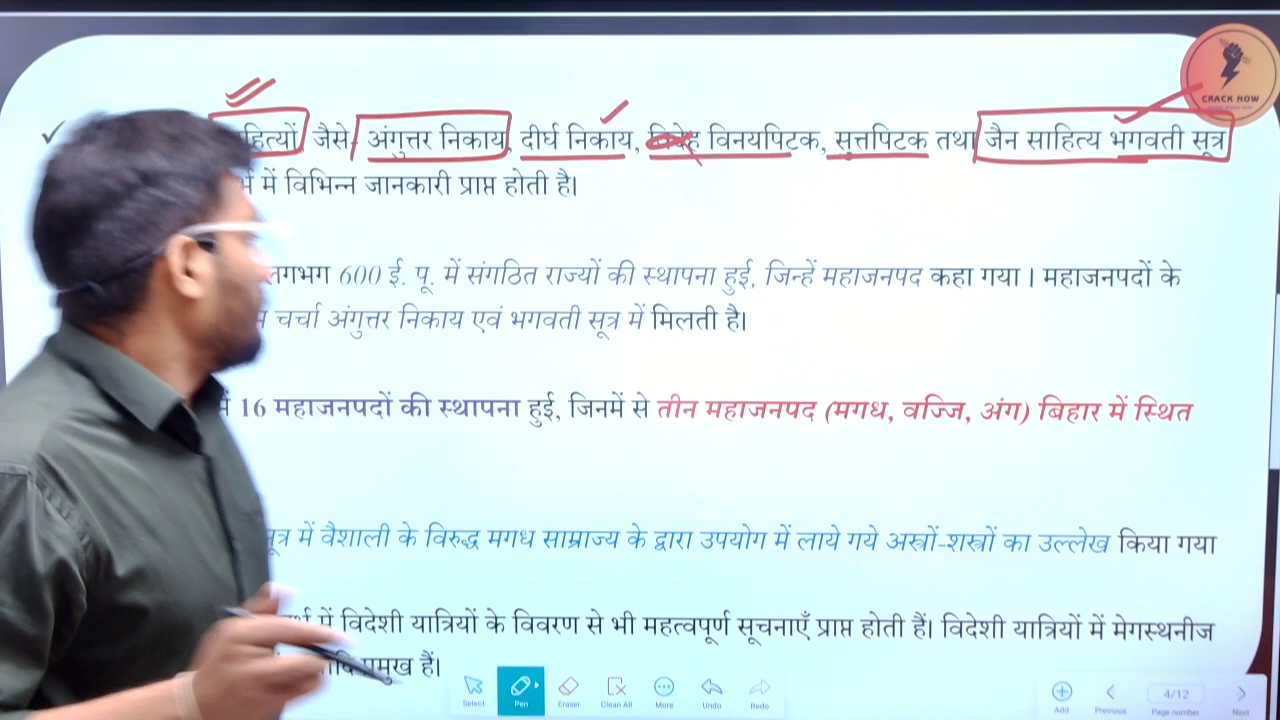 CRACK NOW
जैसे अंगुत्तर निकाय, दीर्घ निकाय, विनयपिटक, सुत्तपिटक तथा जैन साहित्य भगवती सूत्र
में विभिन्न जानकारी प्राप्त होती है।
600 ई. पू. में संगठित राज्यों की स्थापना हुई, जिन्हें महाजनपद कहा गया । महाजनपदों के
चर्चा अंगुत्तर निकाय एवं भगवती सूत्र में मिलती है।
16 महाजनपदों की स्थापना हुई, जिनमें से तीन महाजनपद (मगध, वज्जि, अंग) बिहार में स्थित
में वैशाली के विरुद्ध मगध साम्राज्य के द्वारा उपयोग में लाये गये अस्त्रों-शस्त्रों का उल्लेख किया गया
में विदेशी यात्रियों के विवरण से भी महत्वपूर्ण सूचनाएँ प्राप्त होती हैं। विदेशी यात्रियों में मेगस्थनीज
प्रमुख हैं।
Select Pen Eraser Clean All More Undo Redo
4/12
Add Previous Page number Next